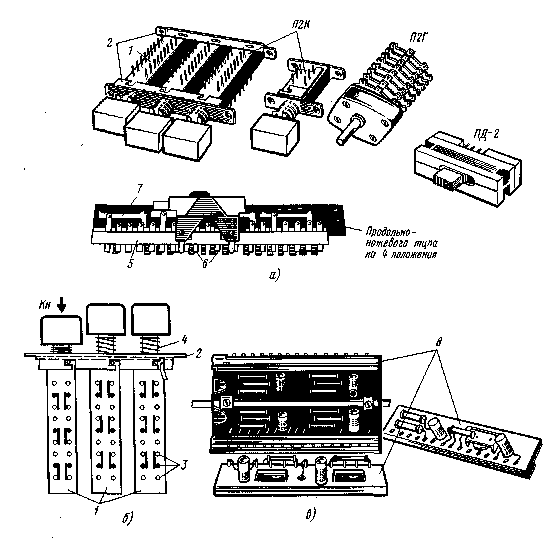 П2К
П2Г
2
1
ПД-2
7
5
6
Продольно-
ножевого типа
на 4 положения
а)
Кн
4
2
3
1
б)
8
в)